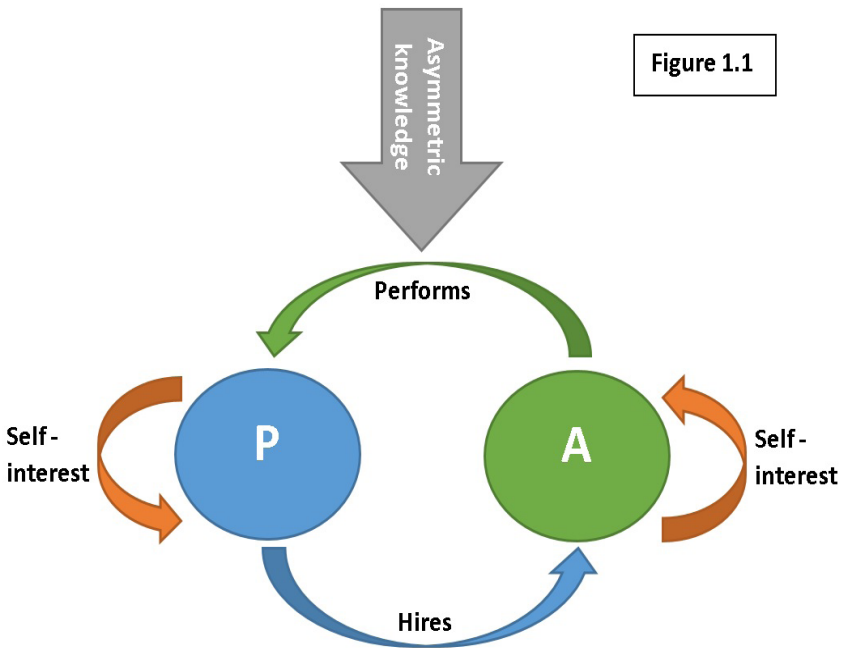 Asymmetric
knowledge
Figure 1.1
Performs
P
A
Self -
interest
Self -
interest
Hires